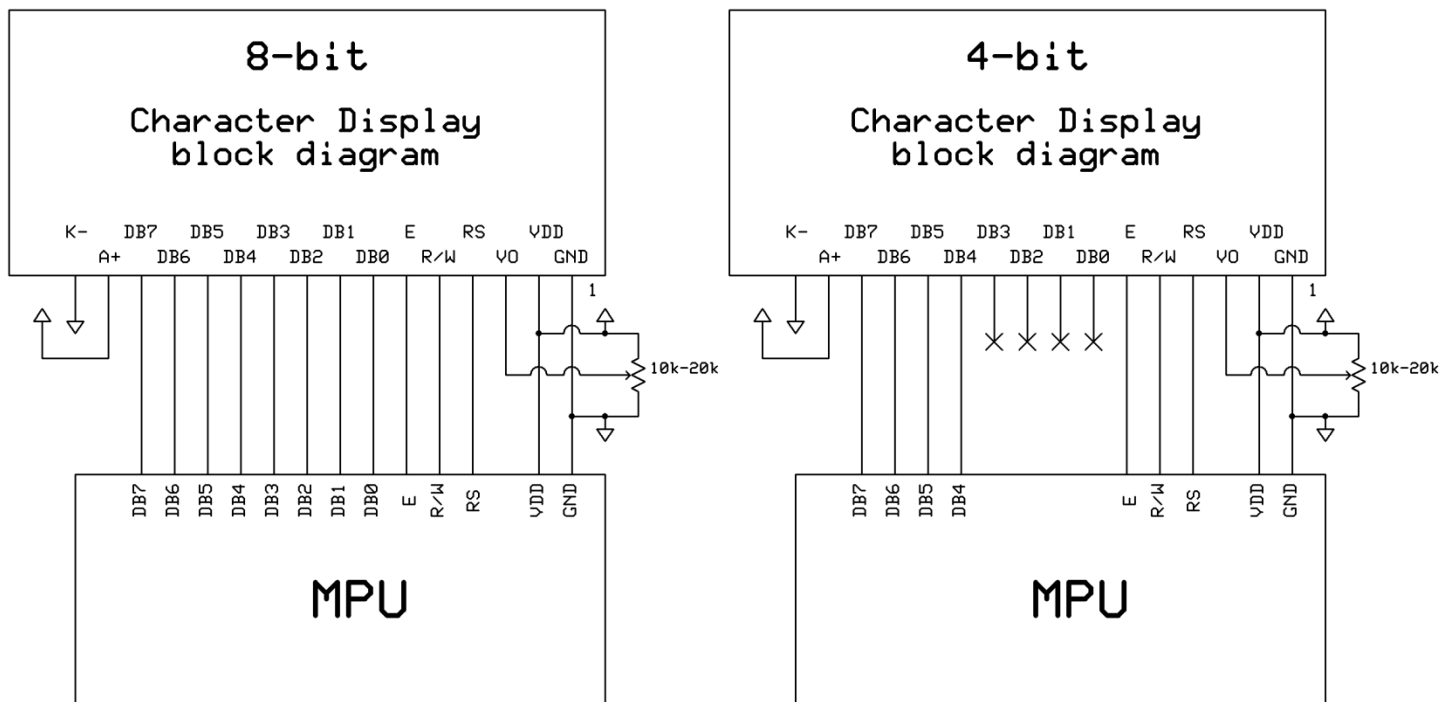 8-bit
Character Display
block diagram
K- DB7 DB5 DB3 DB1 E RS VDD
A+ DB6 DB4 DB2 DB0 R/W VO GND
1
10k-20k
DB7 DB6 DB5 DB4 DB3 DB2 DB1 DB0 E R/W RS VDD GND
MPU
4-bit
Character Display
block diagram
K- DB7 DB5 DB3 DB1 E RS VDD
A+ DB6 DB4 DB2 DB0 R/W VO GND
1
10k-20k
DB7 DB6 DB5 DB4 E R/W RS VDD GND
MPU